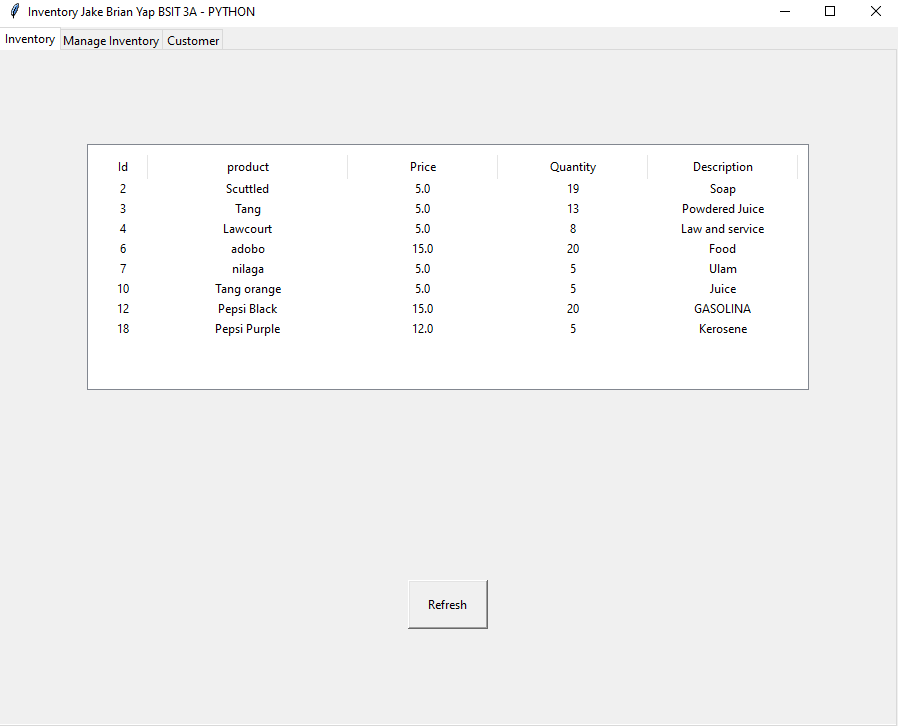 Inventory Jake Brian Yap BSIT 3A - PYTHON
Inventory Manage Inventory Customer
Id product Price Quantity Description
2 Scuttled 5.0 19 Soap
3 Tang 5.0 13 Powdered Juice
4 Lawcourt 5.0 8 Law and service
6 adobo 15.0 20 Food
7 nilaga 5.0 5 Ulam
10 Tang orange 5.0 5 Juice
12 Pepsi Black 15.0 20 GASOLINA
18 Pepsi Purple 12.0 5 Kerosene
Refresh